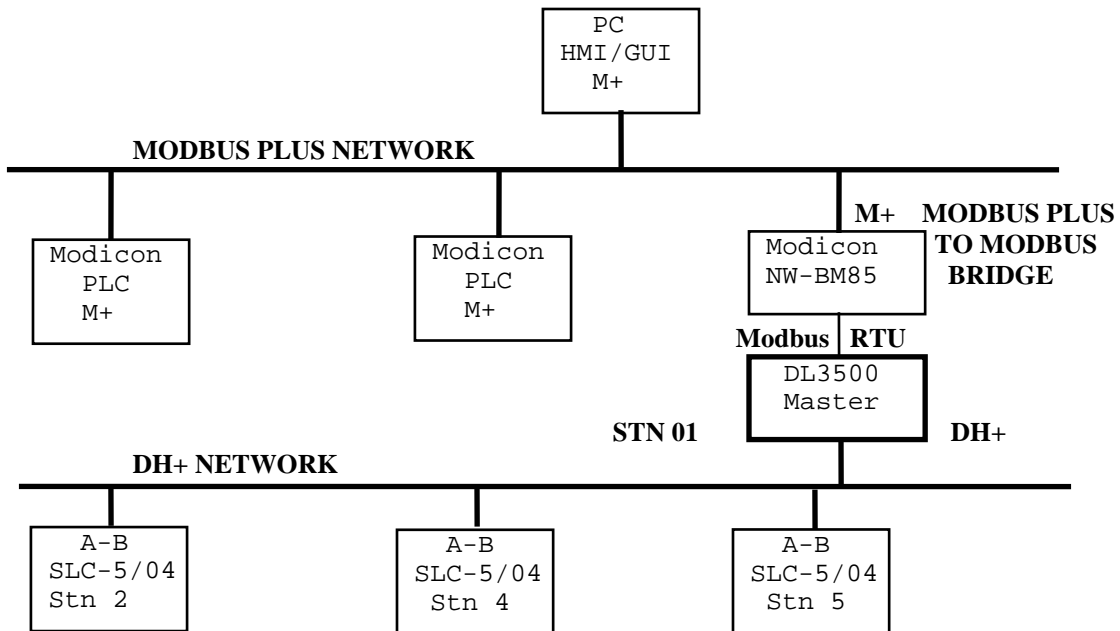 PC
HMI/GUI
M+
MODBUS PLUS NETWORK
M+ MODBUS PLUS
TO MODBUS
BRIDGE
Modicon
PLC
M+
Modicon
PLC
M+
Modicon
NW-BM85
Modbus RTU
DL3500
Master
STN 01
DH+
DH+ NETWORK
A-B
SLC-5/04
Stn 2
A-B
SLC-5/04
Stn 4
A-B
SLC-5/04
Stn 5